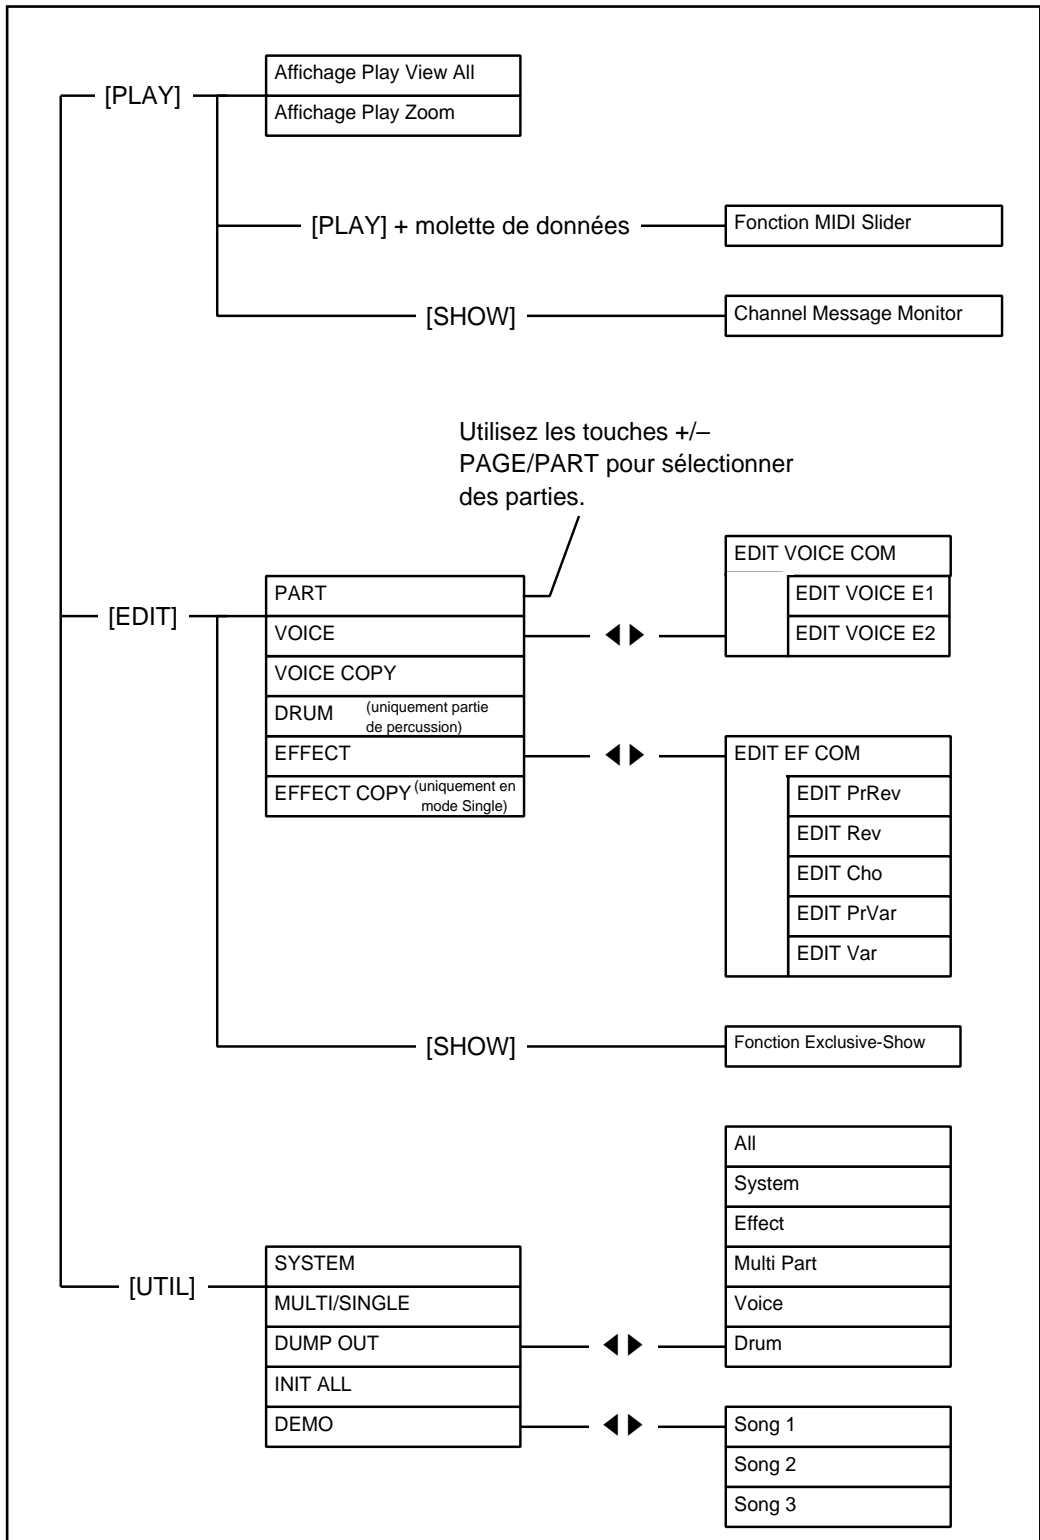 [PLAY]
Affichage Play View All
Affichage Play Zoom
[PLAY] + molette de données
Fonction MIDI Slider
[SHOW]
Channel Message Monitor
Utilisez les touches +/–
PAGE/PART pour sélectionner
des parties.
[EDIT]
PART
VOICE
VOICE COPY
DRUM (uniquement partie
de percussion)
EFFECT
EFFECT COPY (uniquement en
mode Single)
EDIT VOICE COM
EDIT VOICE E1
EDIT VOICE E2
EDIT EF COM
EDIT PrRev
EDIT Rev
EDIT Cho
EDIT PrVar
EDIT Var
[SHOW]
Fonction Exclusive-Show
[UTIL]
SYSTEM
MULTI/SINGLE
DUMP OUT
INIT ALL
DEMO
All
System
Effect
Multi Part
Voice
Drum
Song 1
Song 2
Song 3